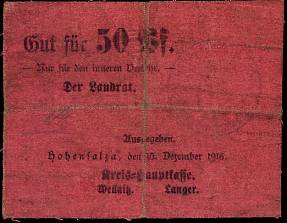 Gut für 50 Pf.
— Nur für den inneren Verkehr. —
Der Landrat.
Ausgegeben.
Hohensalza, den 15. Dezember 1916.
Kreis-Hauptkasse.
Wellnitz. Langer.